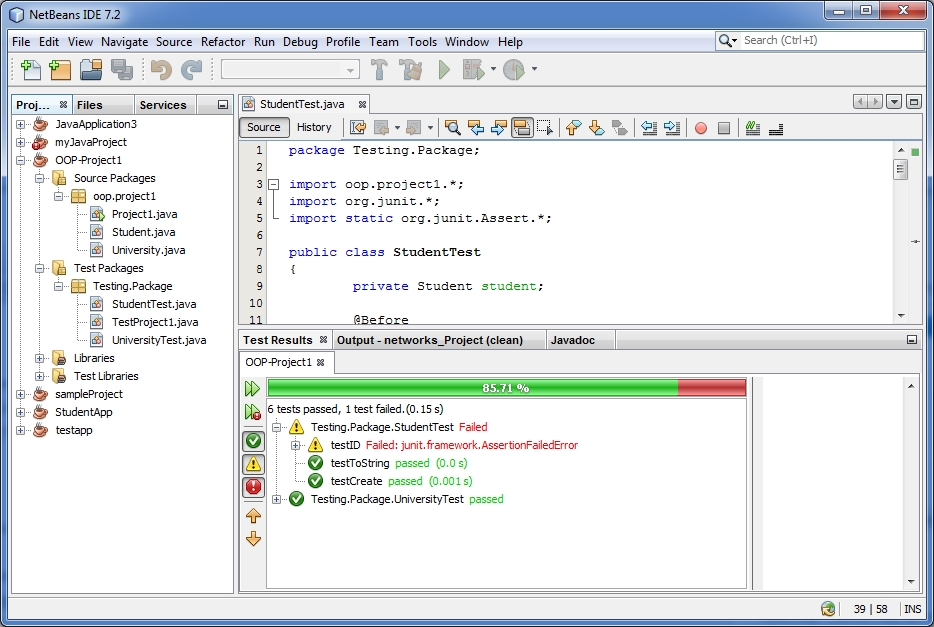 NetBeans IDE 7.2
File Edit View Navigate Source Refactor Run Debug Profile Team Tools Window Help
Search (Ctrl+I)
Proj... Files Services
JavaApplication3
myJavaProject
OOP-Project1
Source Packages
oop.project1
Project1.java
Student.java
University.java
Test Packages
Testing.Package
StudentTest.java
TestProject1.java
UniversityTest.java
Libraries
Test Libraries
sampleProject
StudentApp
testapp
StudentTest.java
Source History
1 package Testing.Package;
2
3 import oop.project1.*;
4 import org.junit.*;
5 import static org.junit.Assert.*;
6
7 public class StudentTest
8 {
9 private Student student;
10
11 @Before
Test Results Output - networks_Project (clean) Javadoc
OOP-Project1
85.71 %
6 tests passed, 1 test failed.(0.15 s)
Testing.Package.StudentTest Failed
testID Failed: junit.framework.AssertionFailedError
testToString passed (0.0 s)
testCreate passed (0.001 s)
Testing.Package.UniversityTest passed
39 | 58 INS